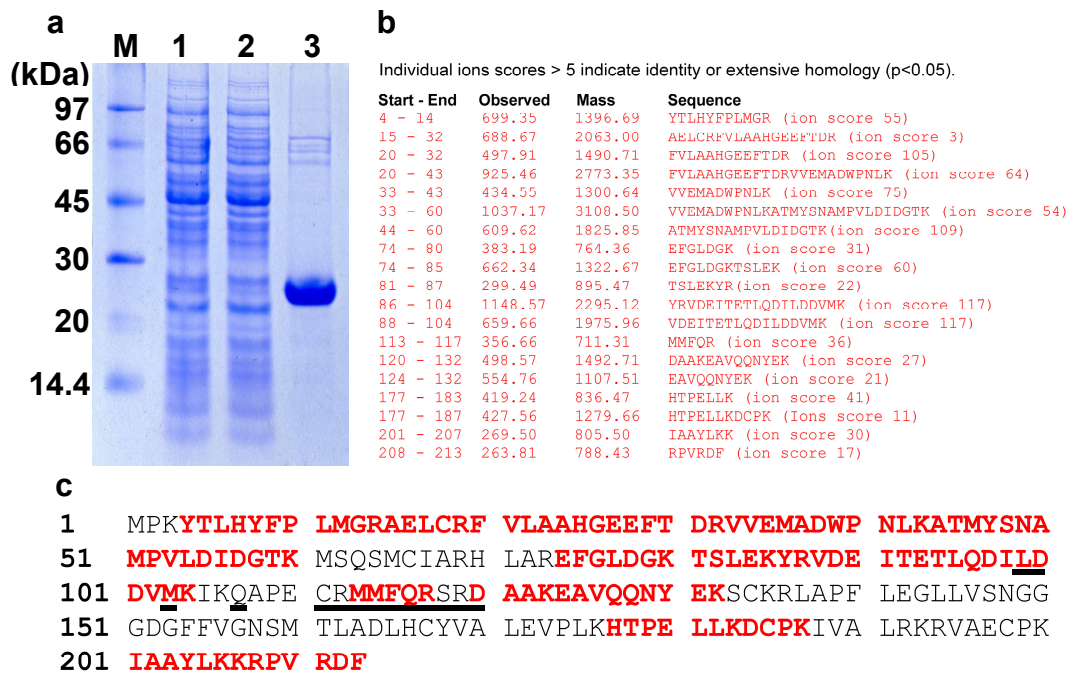 a
M 1 2 3
(kDa)
97
66
45
30
20
14.4
b
Individual ions scores > 5 indicate identity or extensive homology (p<0.05).
Start - End Observed Mass Sequence
4 - 14 699.35 1396.69 YTLHYFPLMGR (ion score 55)
15 - 32 688.67 2063.00 AELCRFVLAAHGEEFTDR (ion score 3)
20 - 32 497.91 1490.71 FVLAAHGEEFTDR (ion score 105)
20 - 43 925.46 2773.35 FVLAAHGEEFTDRVVEMADWPNLK (ion score 64)
33 - 43 434.55 1300.64 VVEMADWPNLK (ion score 75)
33 - 60 1037.17 3108.50 VVEMADWPNLKATMYSNAMPVLDIDGTK (ion score 54)
44 - 60 609.62 1825.85 ATMYSNAMPVLDIDGTK(ion score 109)
74 - 80 383.19 764.36 EFGLDGK (ion score 31)
74 - 85 662.34 1322.67 EFGLDGKTSLEK (ion score 60)
81 - 87 299.49 895.47 TSLEKYR(ion score 22)
86 - 104 1148.57 2295.12 YRVDEITETLQDILDDVMK (ion score 117)
88 - 104 659.66 1975.96 VDEITETLQDILDDVMK (ion score 117)
113 - 117 356.66 711.31 MMFQR (ion score 36)
120 - 132 498.57 1492.71 DAAKEAVQQNYEK (ion score 27)
124 - 132 554.76 1107.51 EAVQQNYEK (ion score 21)
177 - 183 419.24 836.47 HTPELLK (ion score 41)
177 - 187 427.56 1279.66 HTPELLKDCPK (Ions score 11)
201 - 207 269.50 805.50 IAAYLKK (ion score 30)
208 - 213 263.81 788.43 RPVRDF (ion score 17)
c
1 MPKYTLHYFP LMGRAELCRF VLAAHGEEFT DRVVEMADWP NLKATMYSNA
51 MPVLDIDGTK MSQSMCIARH LAREFGLDGK TSLEKYRVDE ITETLQDILD
101 DVMKIKQAPE CRMMFQRSRD AAKEAVQQNY EKSCKRLAPF LEGLLVSNGG
151 GDGFFVGNSM TLADLHCYVA LEVPLKHTPE LLKDCPKIVA LRKRVAECPK
201 IAAYLKKRPV RDF